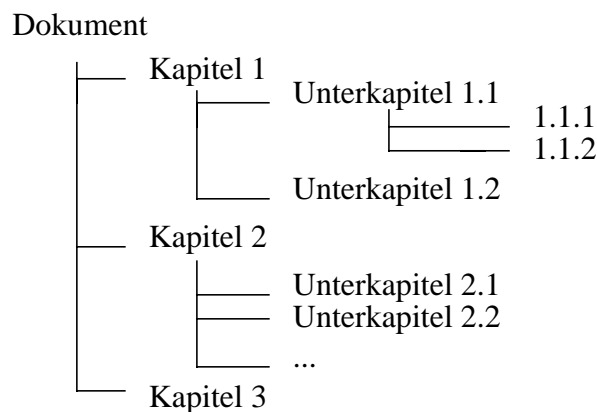 Dokument
Kapitel 1
Unterkapitel 1.1
1.1.1
1.1.2
Unterkapitel 1.2
Kapitel 2
Unterkapitel 2.1
Unterkapitel 2.2
...
Kapitel 3